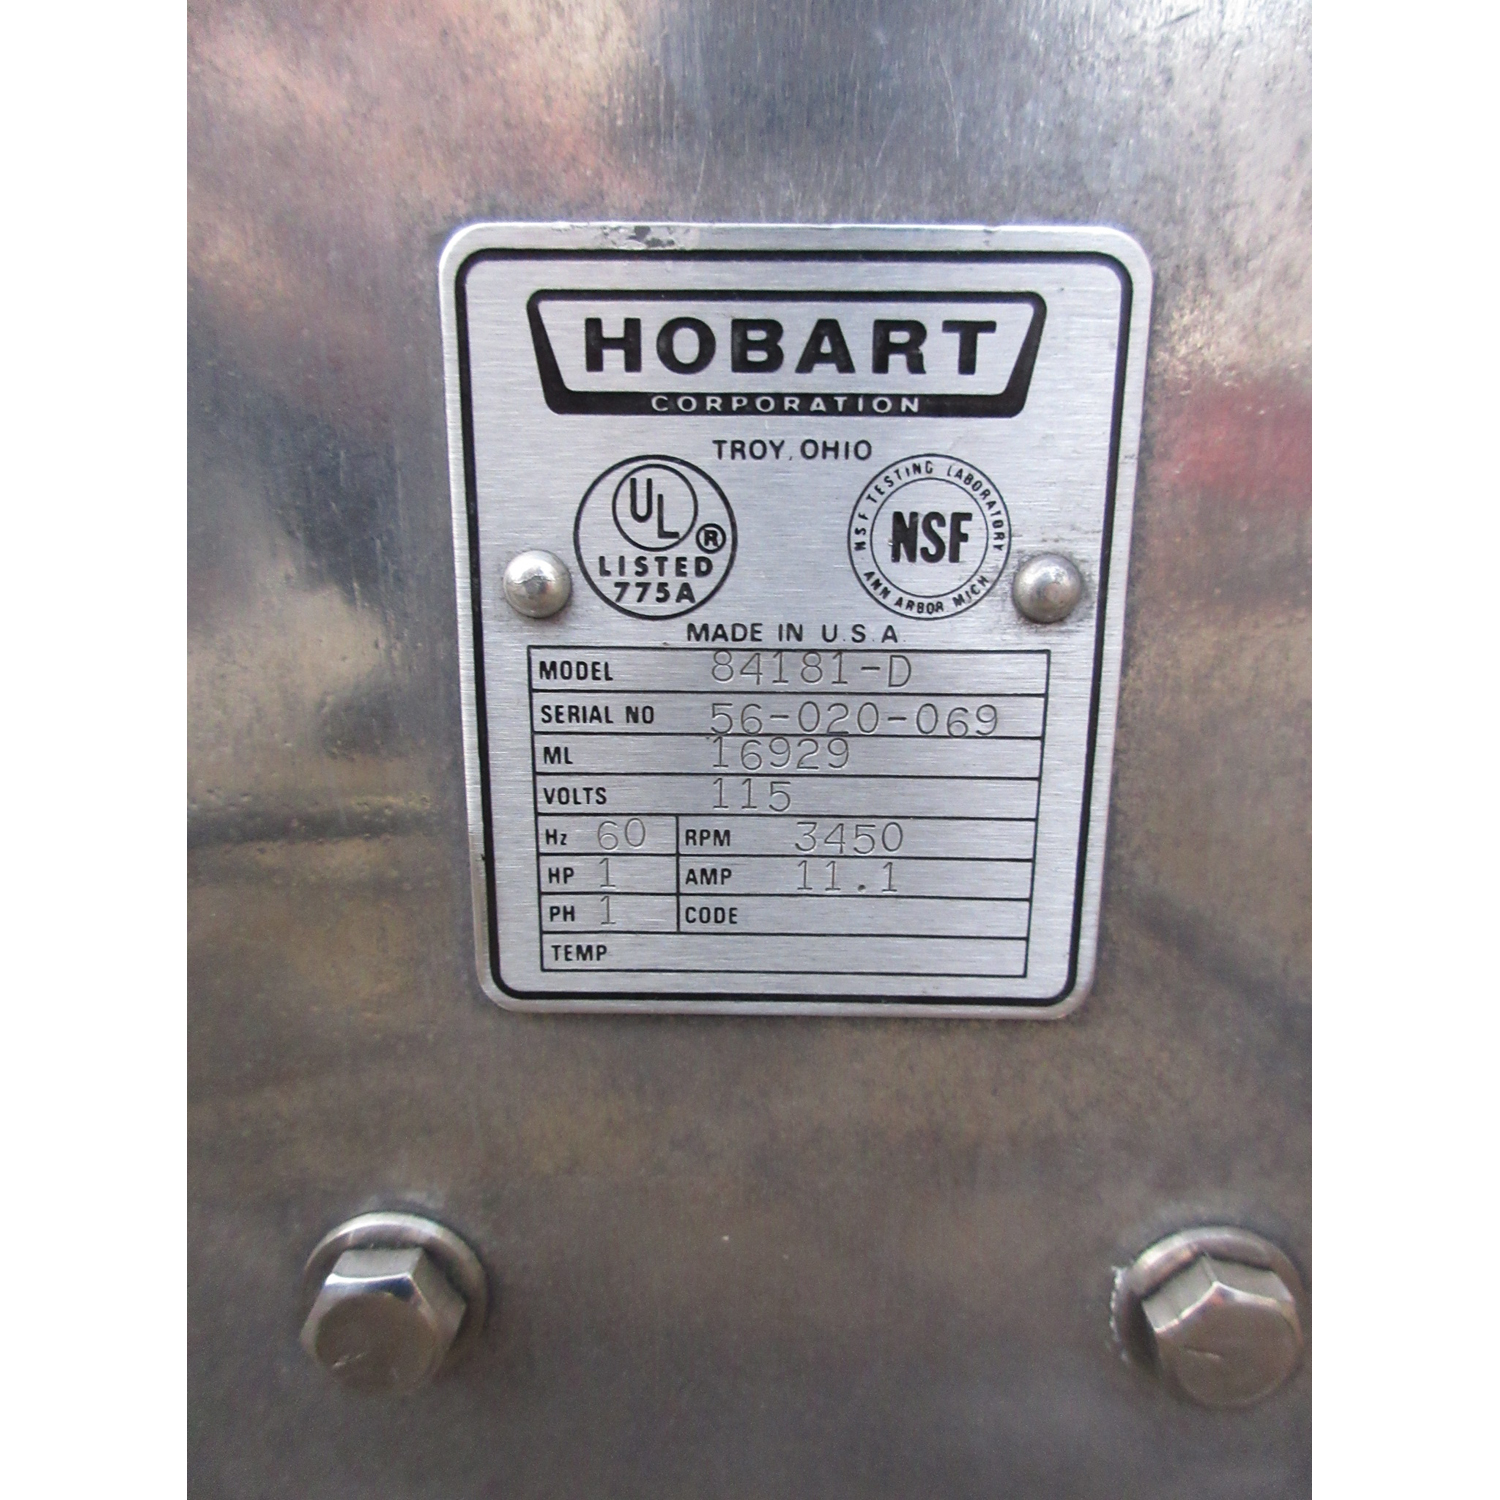 HOBART
CORPORATION
TROY, OHIO
UL ®
LISTED
775A
NSF TESTING LABORATORY
NSF
ANN ARBOR MICH
MADE IN U.S.A
MODEL 84181-D
SERIAL NO 56-020-069
ML 16929
VOLTS 115
Hz 60 RPM 3450
HP 1 AMP 11.1
PH 1 CODE
TEMP